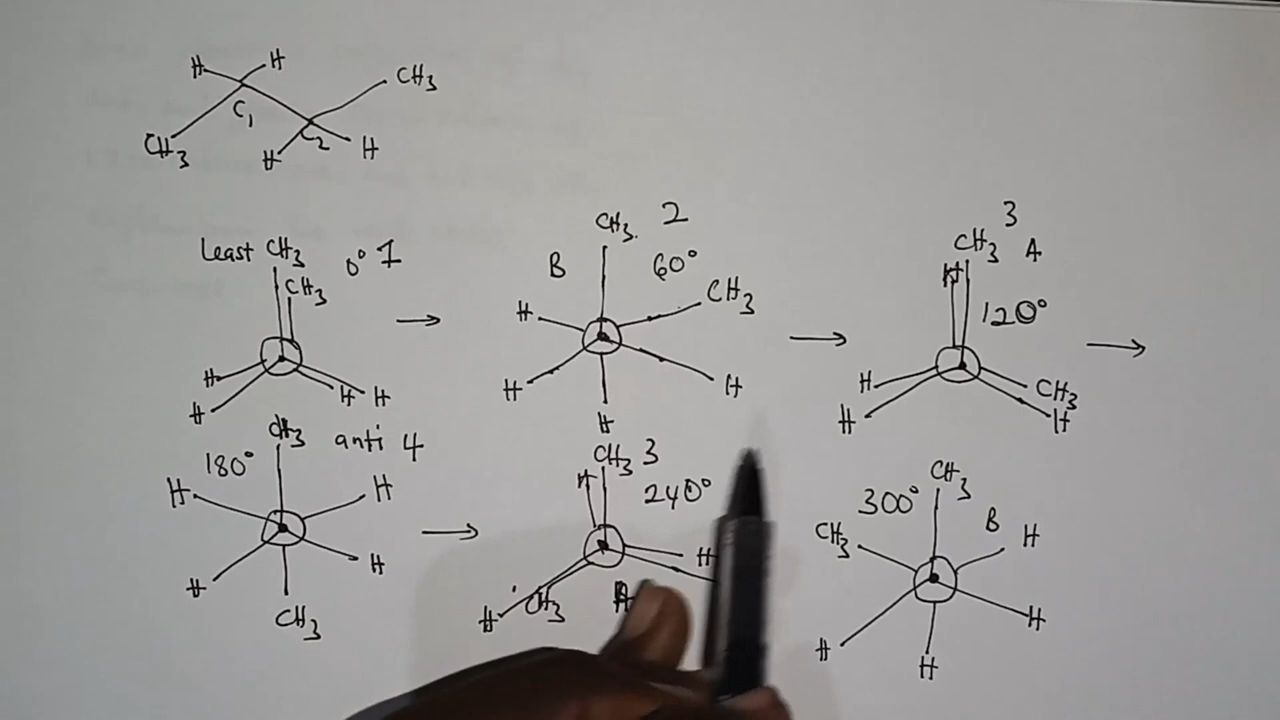 H H CH3
C1
CH3 H C2 H
Least CH3 0° 1
CH3
H H H
H
CH3 2
B 60°
CH3
H
H H
H
3
CH3 A
H
120°
H CH3
H H
CH3 anti 4
180°
H H
H H
CH3
CH3 3
H 240°
H
H CH3
CH3
300°
CH3 B H
H
H H